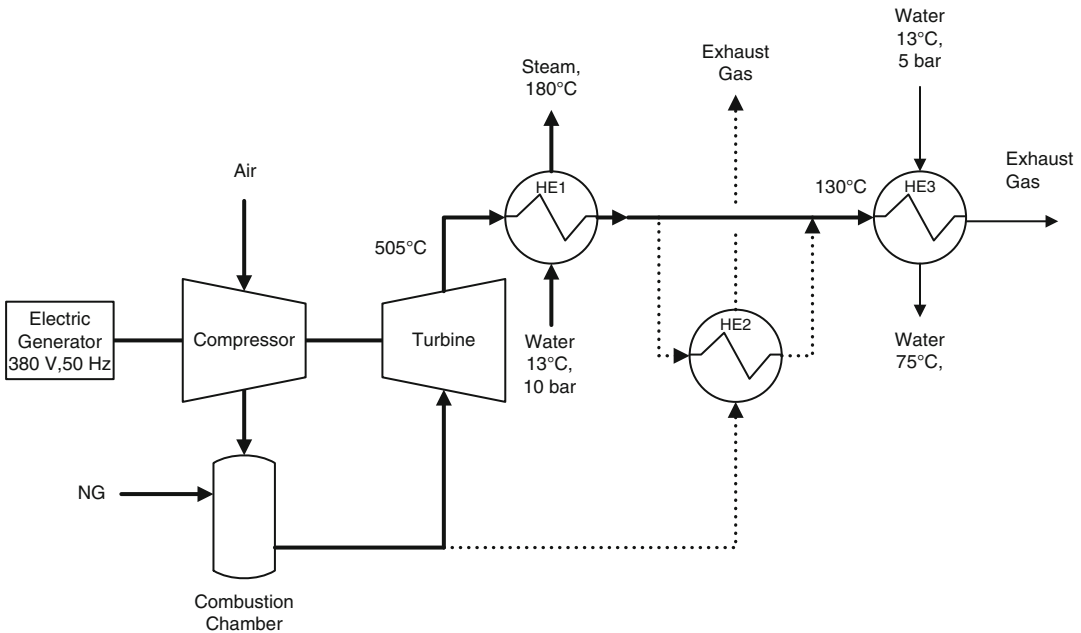 Water
13°C,
5 bar
Steam,
180°C
Exhaust
Gas
Air
HE1
130°C
HE3
Exhaust
Gas
505°C
Electric
Generator
380 V,50 Hz
Compressor
Turbine
Water
13°C,
10 bar
HE2
Water
75°C,
NG
Combustion
Chamber